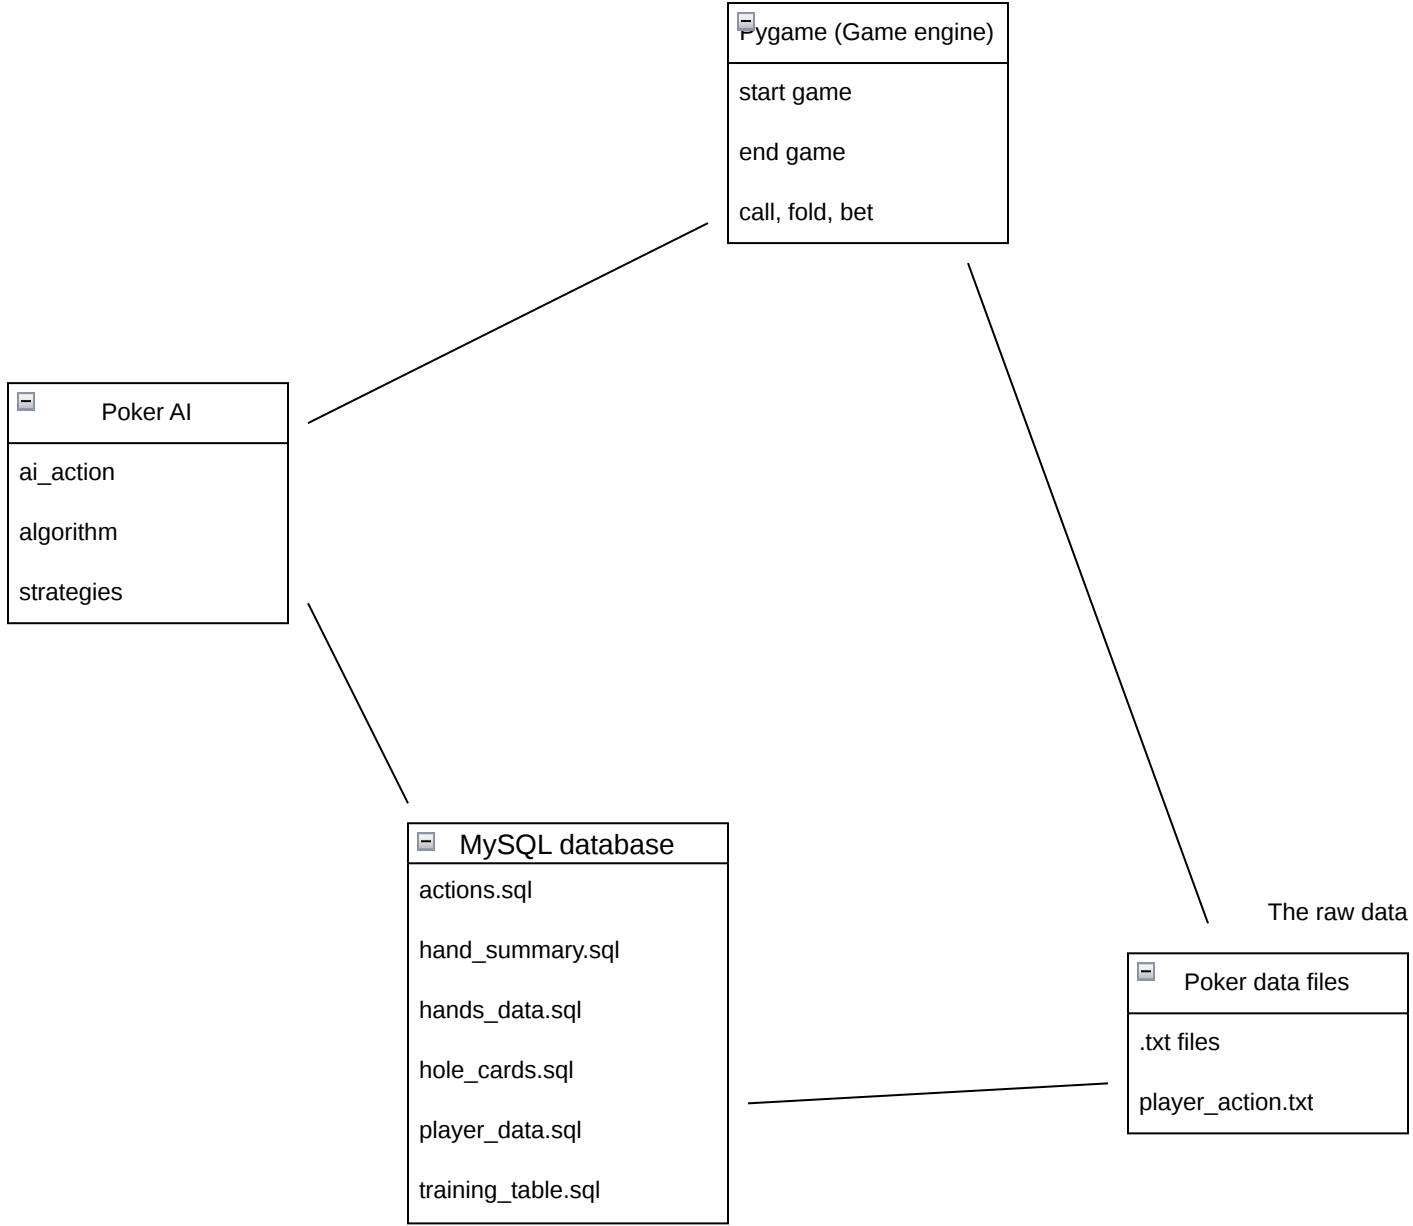 Pygame (Game engine)
start game
end game
call, fold, bet
Poker AI
ai_action
algorithm
strategies
MySQL database
actions.sql
hand_summary.sql
hands_data.sql
hole_cards.sql
player_data.sql
training_table.sql
The raw data
Poker data files
.txt files
player_action.txt